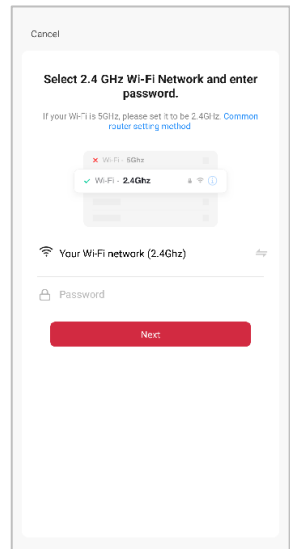 Cancel
Select 2.4 GHz Wi-Fi Network and enter
password.
If your Wi-Fi is 5GHz, please set it to be 2.4GHz. Common
router setting method
Wi-Fi - 5Ghz
Wi-Fi - 2.4Ghz
Your Wi-Fi network (2.4Ghz)
Password
Next